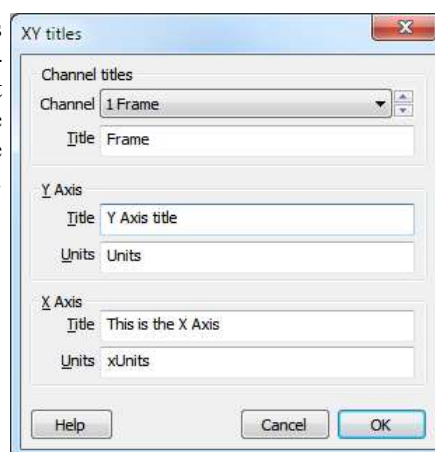 XY titles
Channel titles
Channel 1 Frame
Title Frame
Y Axis
Title Y Axis title
Units Units
X Axis
Title This is the X Axis
Units xUnits
Help Cancel OK